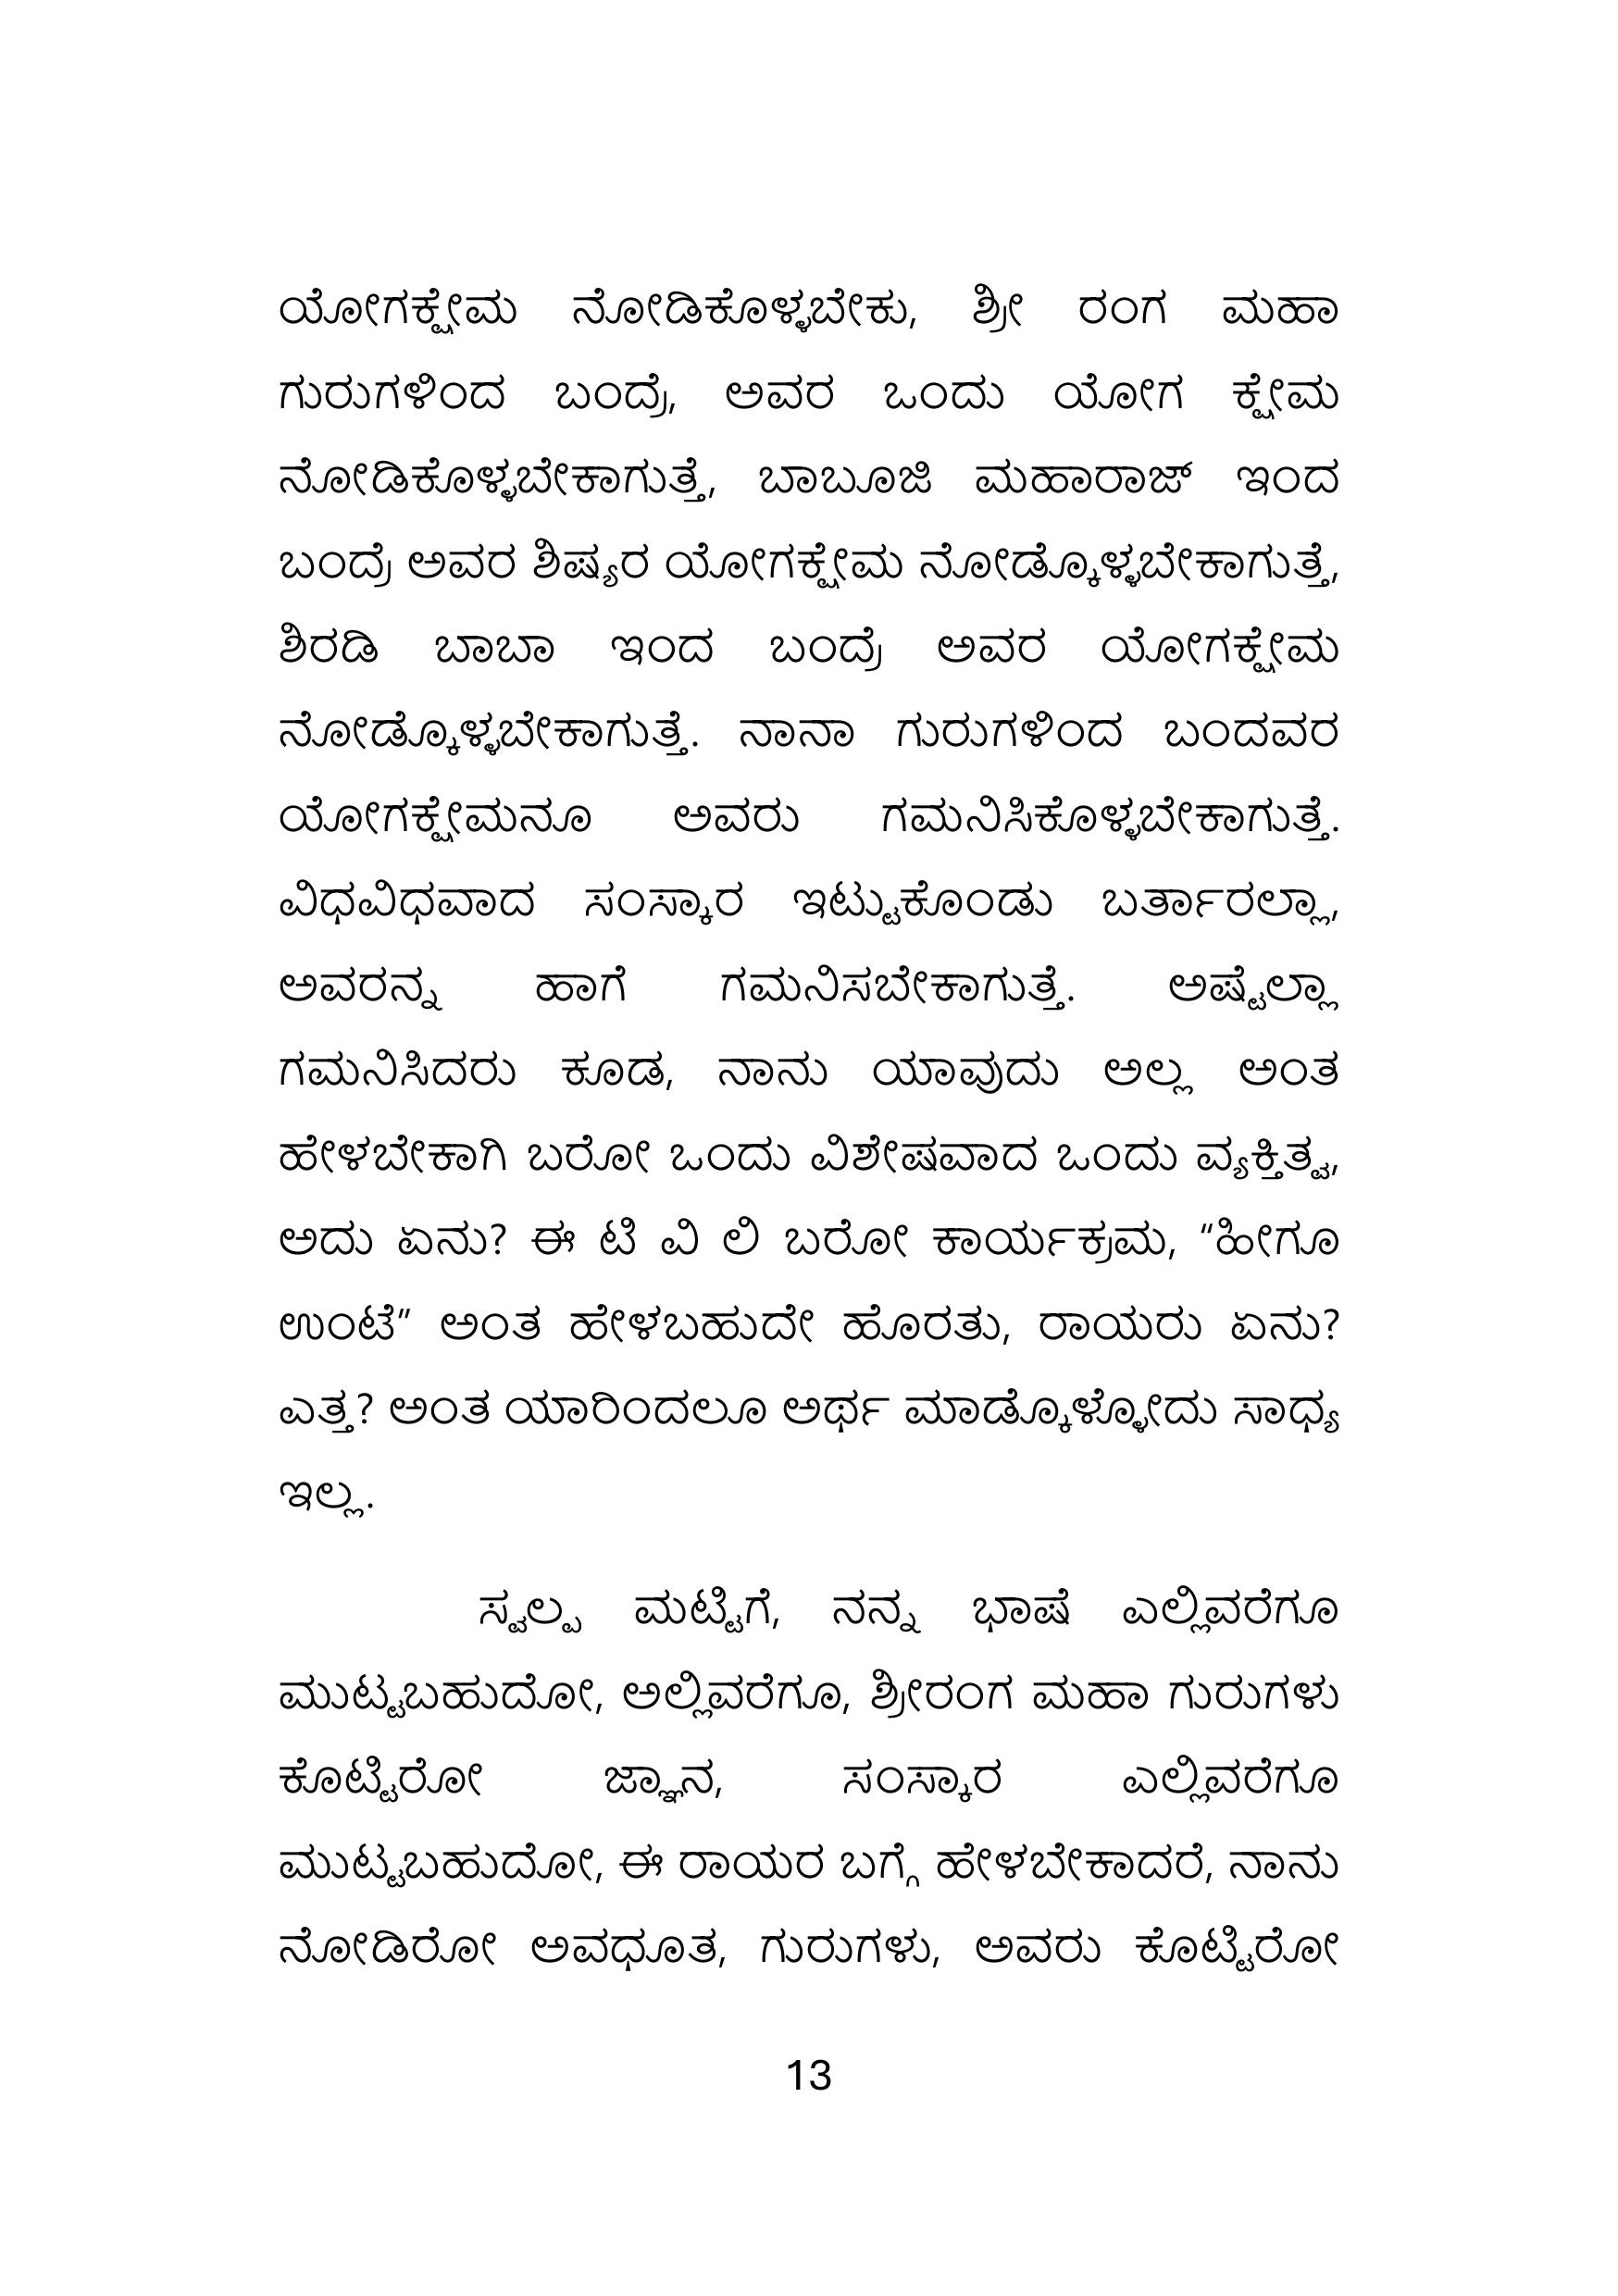 ಯೋಗಕ್ಷೇಮ ನೋಡಿಕೊಳ್ಳಬೇಕು, ಶ್ರೀ ರಂಗ ಮಹಾ
ಗುರುಗಳಿಂದ ಬಂದ್ರೆ, ಅವರ ಒಂದು ಯೋಗ ಕ್ಷೇಮ
ನೋಡಿಕೊಳ್ಳಬೇಕಾಗುತ್ತೆ, ಬಾಬೂಜಿ ಮಹಾರಾಜ್ ಇಂದ
ಬಂದ್ರೆ ಅವರ ಶಿಷ್ಯರ ಯೋಗಕ್ಷೇಮ ನೋಡ್ಕೊಳ್ಳಬೇಕಾಗುತ್ತೆ,
ಶಿರಡಿ ಬಾಬಾ ಇಂದ ಬಂದ್ರೆ ಅವರ ಯೋಗಕ್ಷೇಮ
ನೋಡ್ಕೊಳ್ಳಬೇಕಾಗುತ್ತೆ. ನಾನಾ ಗುರುಗಳಿಂದ ಬಂದವರ
ಯೋಗಕ್ಷೇಮನೂ ಅವರು ಗಮನಿಸಿಕೊಳ್ಳಬೇಕಾಗುತ್ತೆ.
ವಿಧವಿಧವಾದ ಸಂಸ್ಕಾರ ಇಟ್ಟುಕೊಂಡು ಬರ್ತಾರಲ್ಲಾ,
ಅವರನ್ನ ಹಾಗೆ ಗಮನಿಸಬೇಕಾಗುತ್ತೆ. ಅಷ್ಟೆಲ್ಲಾ
ಗಮನಿಸಿದರು ಕೂಡ, ನಾನು ಯಾವುದು ಅಲ್ಲ ಅಂತ
ಹೇಳಬೇಕಾಗಿ ಬರೋ ಒಂದು ವಿಶೇಷವಾದ ಒಂದು ವ್ಯಕ್ತಿತ್ವ,
ಅದು ಏನು? ಈ ಟಿ ವಿ ಲಿ ಬರೋ ಕಾರ್ಯಕ್ರಮ, “ಹೀಗೂ
ಉಂಟೆ” ಅಂತ ಹೇಳಬಹುದೇ ಹೊರತು, ರಾಯರು ಏನು?
ಎತ್ತ? ಅಂತ ಯಾರಿಂದಲೂ ಅರ್ಥ ಮಾಡ್ಕೊಳ್ಳೋದು ಸಾಧ್ಯ
ಇಲ್ಲ.
ಸ್ವಲ್ಪ ಮಟ್ಟಿಗೆ, ನನ್ನ ಭಾಷೆ ಎಲ್ಲಿವರೆಗೂ
ಮುಟ್ಟಬಹುದೋ, ಅಲ್ಲಿವರೆಗೂ, ಶ್ರೀರಂಗ ಮಹಾ ಗುರುಗಳು
ಕೊಟ್ಟಿರೋ ಜ್ಞಾನ, ಸಂಸ್ಕಾರ ಎಲ್ಲಿವರೆಗೂ
ಮುಟ್ಟಬಹುದೋ, ಈ ರಾಯರ ಬಗ್ಗೆ ಹೇಳಬೇಕಾದರೆ, ನಾನು
ನೋಡಿರೋ ಅವಧೂತ, ಗುರುಗಳು, ಅವರು ಕೊಟ್ಟಿರೋ
13